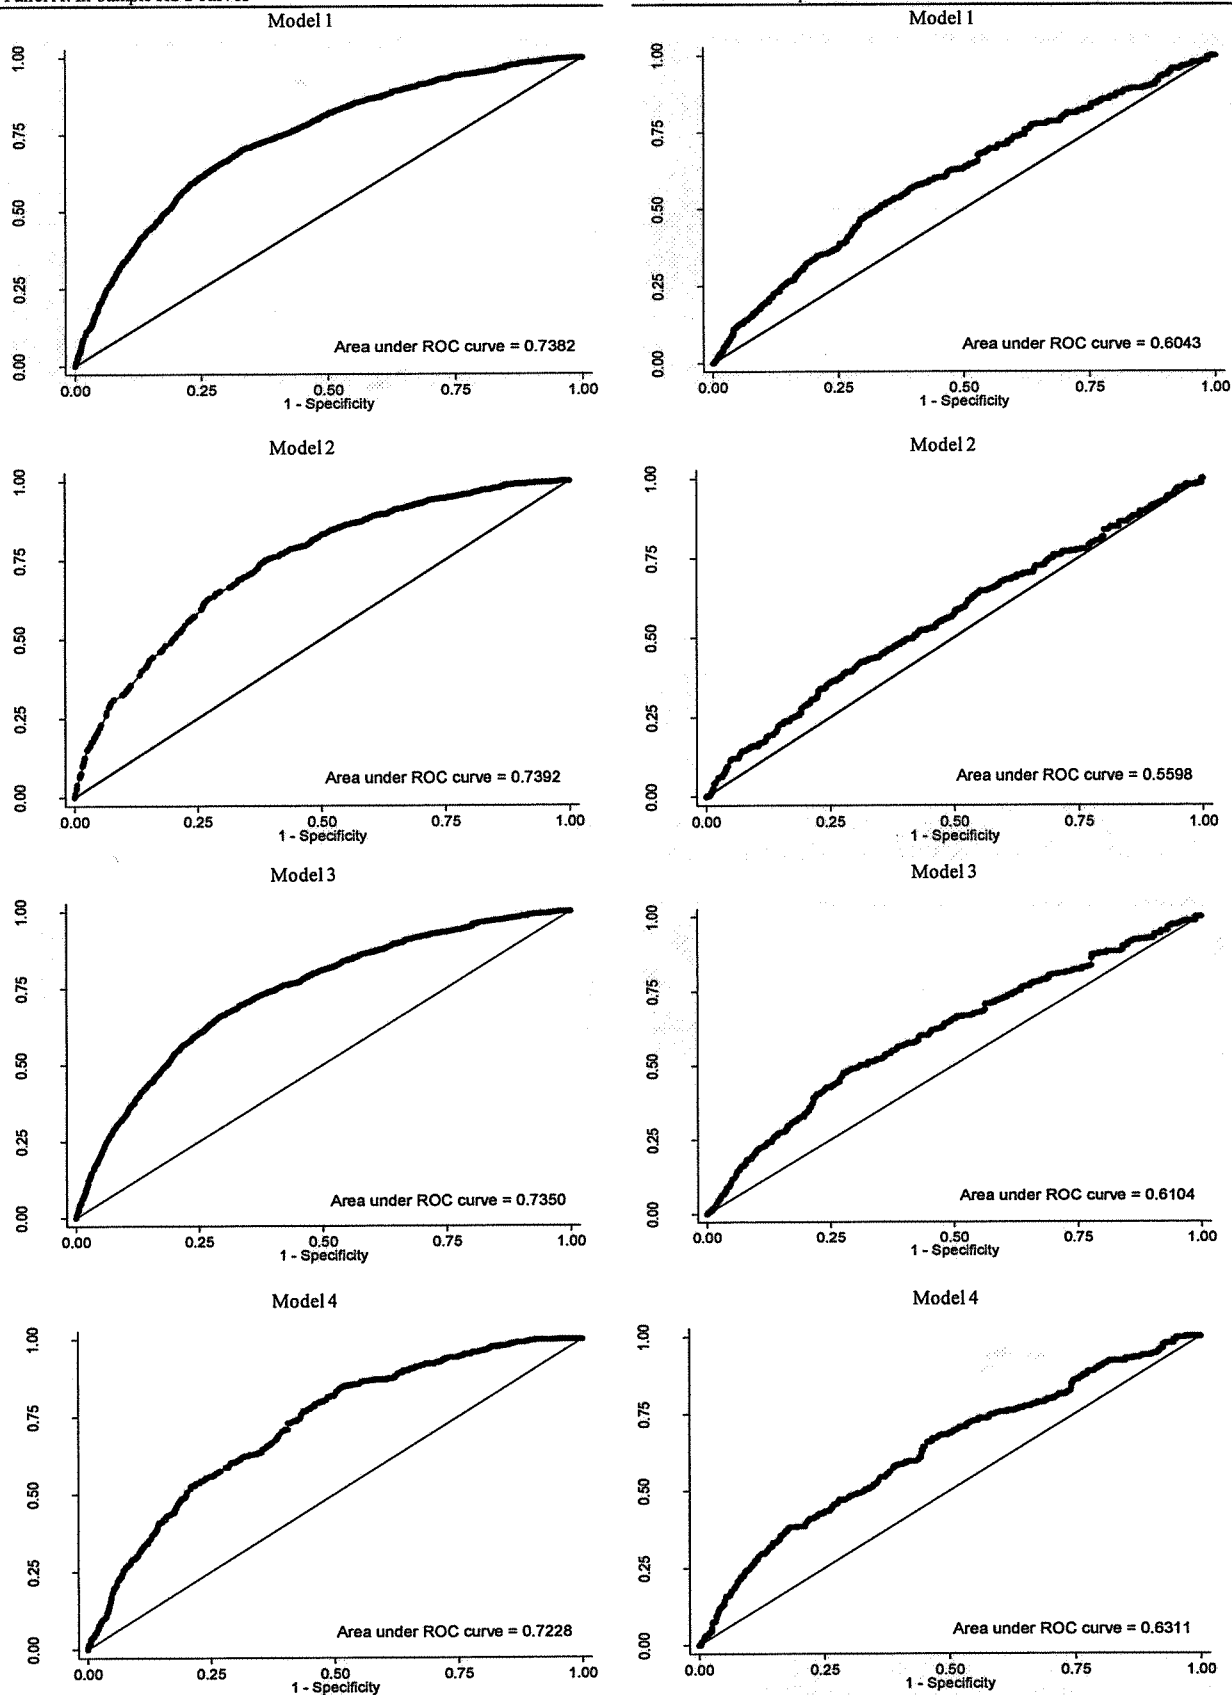 Model 1
1.00
0.75
0.50
0.25
0.00
Area under ROC curve = 0.7382
0.00 0.25 0.50 0.75 1.00
1 - Specificity
Model 1
1.00
0.75
0.50
0.25
0.00
Area under ROC curve = 0.6043
0.00 0.25 0.50 0.75 1.00
1 - Specificity
Model 2
1.00
0.75
0.50
0.25
0.00
Area under ROC curve = 0.7392
0.00 0.25 0.50 0.75 1.00
1 - Specificity
Model 2
1.00
0.75
0.50
0.25
0.00
Area under ROC curve = 0.5598
0.00 0.25 0.50 0.75 1.00
1 - Specificity
Model 3
1.00
0.75
0.50
0.25
0.00
Area under ROC curve = 0.7350
0.00 0.25 0.50 0.75 1.00
1 - Specificity
Model 3
1.00
0.75
0.50
0.25
0.00
Area under ROC curve = 0.6104
0.00 0.25 0.50 0.75 1.00
1 - Specificity
Model 4
1.00
0.75
0.50
0.25
0.00
Area under ROC curve = 0.7228
0.00 0.25 0.50 0.75 1.00
1 - Specificity
Model 4
1.00
0.75
0.50
0.25
0.00
Area under ROC curve = 0.6311
0.00 0.25 0.50 0.75 1.00
1 - Specificity